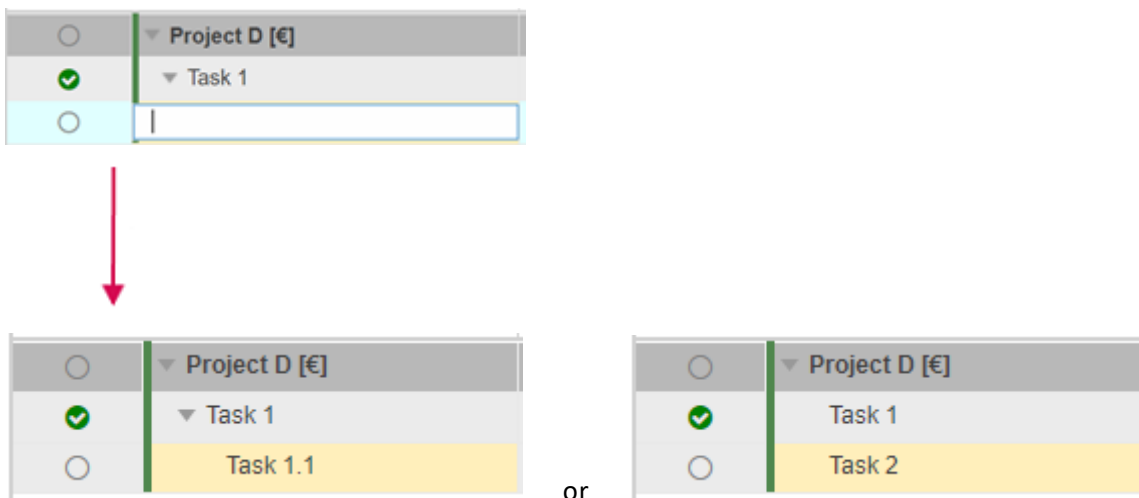 Project D [€]
Task 1
Project D [€]
Task 1
Task 1.1
or
Project D [€]
Task 1
Task 2